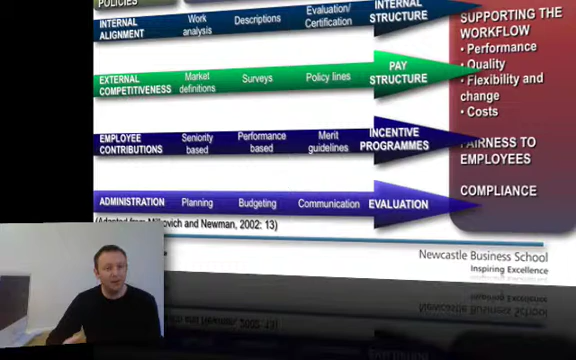 POLICIES
INTERNAL
ALIGNMENT
Work
analysis
Descriptions
Evaluation/
Certification
INTERNAL
STRUCTURE
EXTERNAL
COMPETITIVENESS
Market
definitions
Surveys
Policy lines
PAY
STRUCTURE
EMPLOYEE
CONTRIBUTIONS
Seniority
based
Performance
based
Merit
guidelines
INCENTIVE
PROGRAMMES
ADMINISTRATION
Planning
Budgeting
Communication
EVALUATION
SUPPORTING THE
WORKFLOW
• Performance
• Quality
• Flexibility and
change
• Costs
FAIRNESS TO
EMPLOYEES
COMPLIANCE
(Adapted from Milkovich and Newman, 2002: 13)
Newcastle Business School
Inspiring Excellence